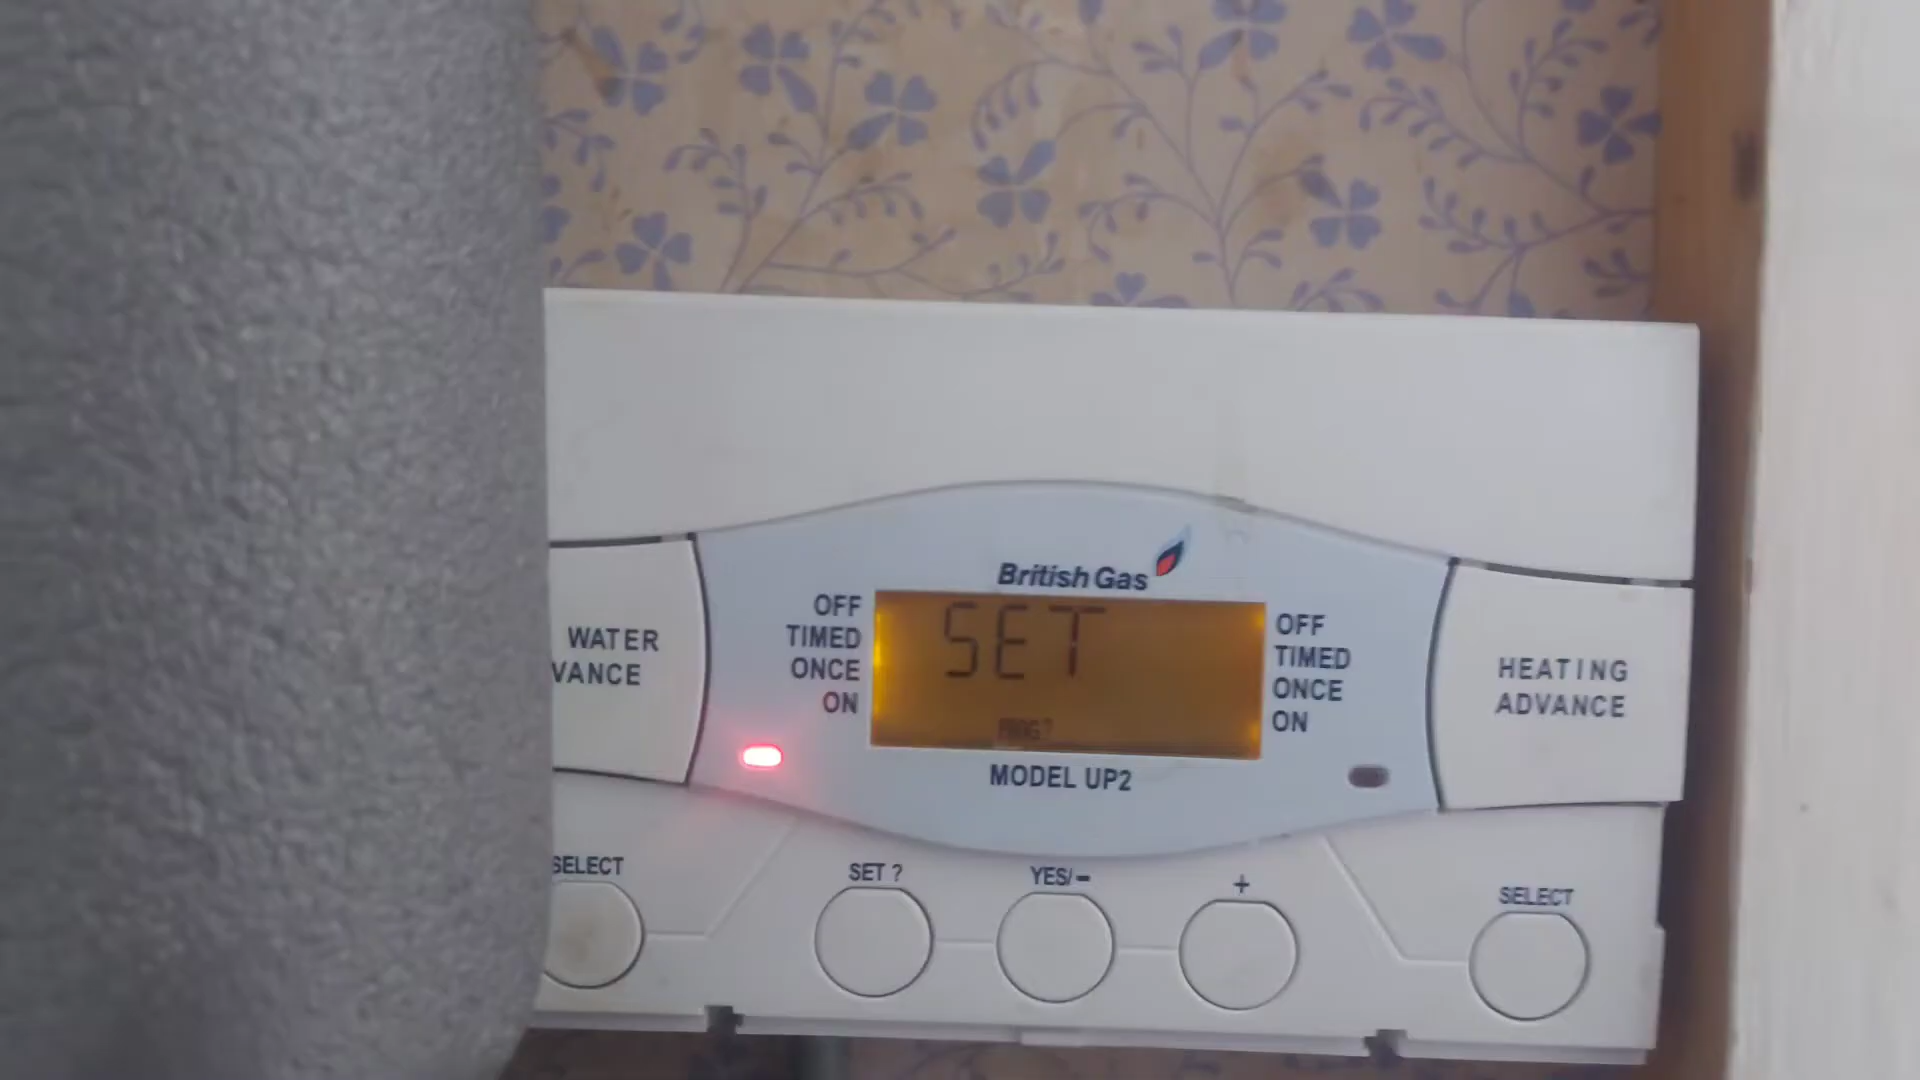 British Gas
OFF
TIMED
ONCE
ON
SET
PROG?
OFF
TIMED
ONCE
ON
WATER
VANCE
HEATING
ADVANCE
MODEL UP2
SELECT
SET ?
YES/-
+
SELECT